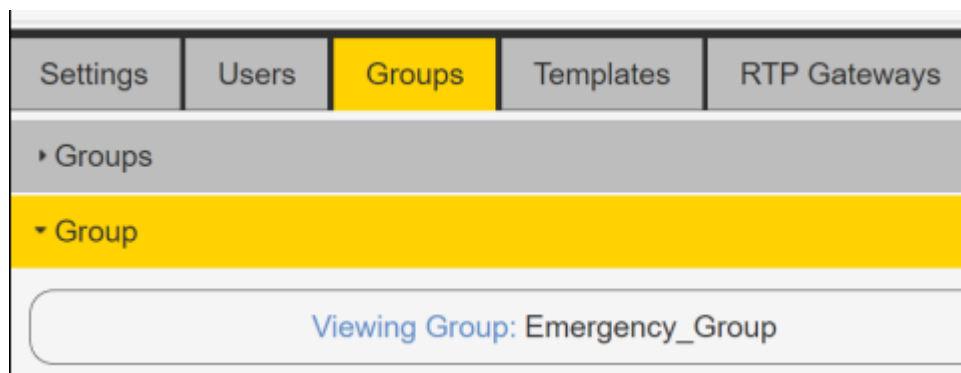 Settings Users Groups Templates RTP Gateways
Groups
Group
Viewing Group: Emergency_Group